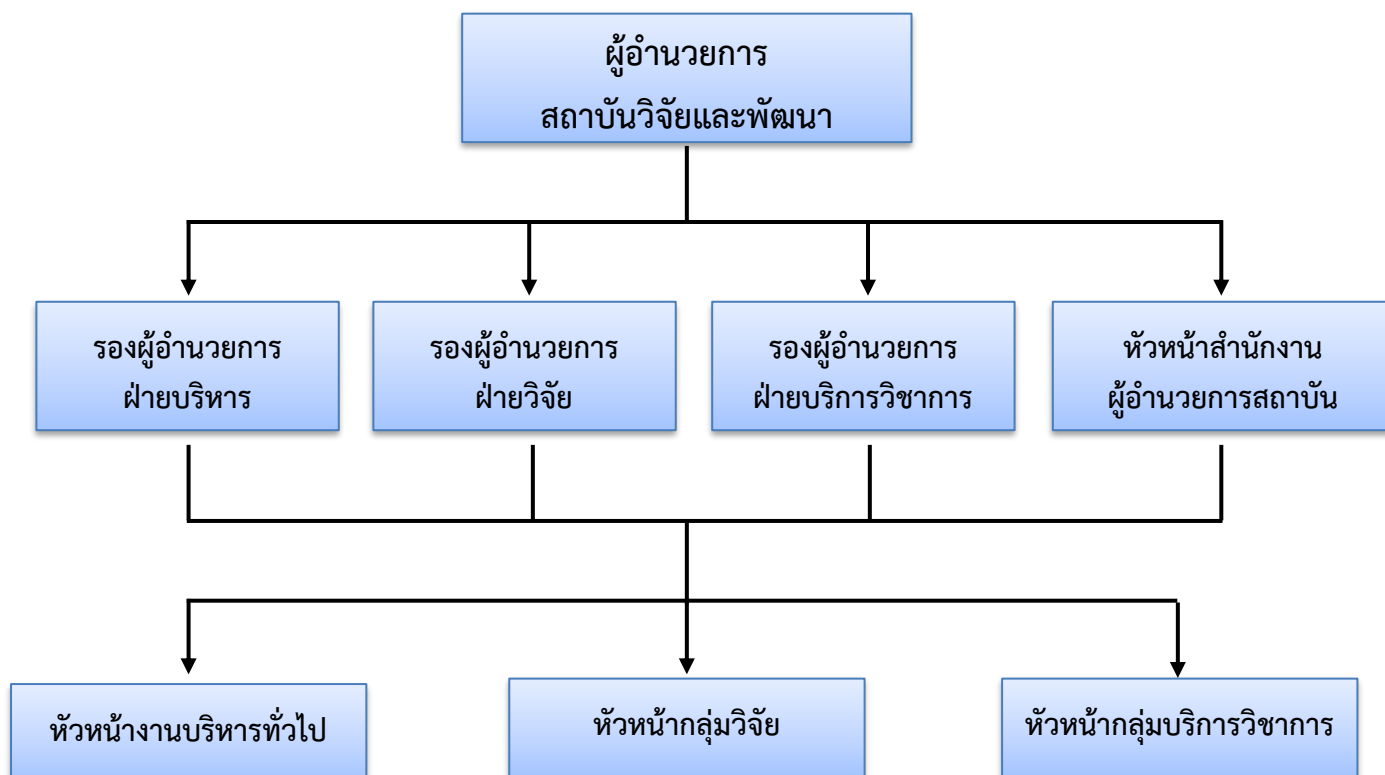 ผู้อำนวยการ
สถาบันวิจัยและพัฒนา
รองผู้อำนวยการ
ฝ่ายบริหาร
รองผู้อำนวยการ
ฝ่ายวิจัย
รองผู้อำนวยการ
ฝ่ายบริการวิชาการ
หัวหน้าสำนักงาน
ผู้อำนวยการสถาบัน
หัวหน้างานบริหารทั่วไป
หัวหน้ากลุ่มวิจัย
หัวหน้ากลุ่มบริการวิชาการ